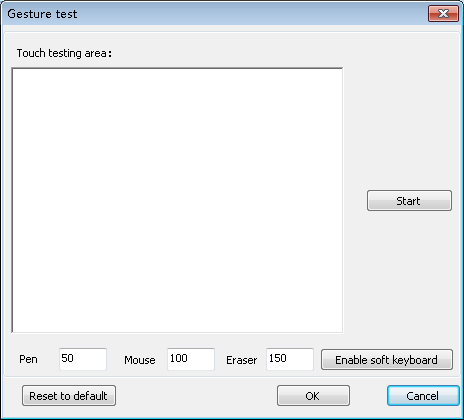 Gesture test
Touch testing area:
Start
Pen 50 Mouse 100 Eraser 150 Enable soft keyboard
Reset to default OK Cancel